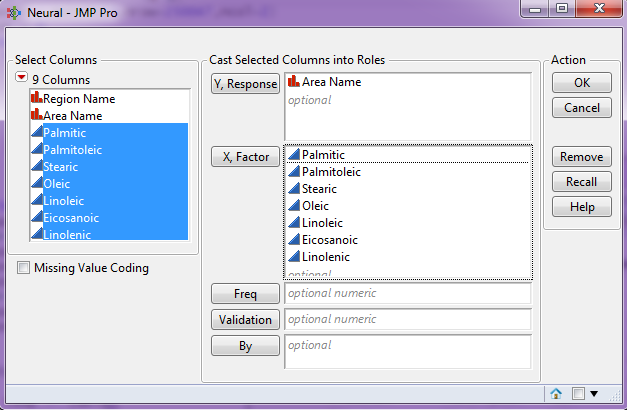 Neural - JMP Pro
Select Columns
9 Columns
Region Name
Area Name
Palmitic
Palmitoleic
Stearic
Oleic
Linoleic
Eicosanoic
Linolenic
Missing Value Coding
Cast Selected Columns into Roles
Y, Response
Area Name
optional
X, Factor
Palmitic
Palmitoleic
Stearic
Oleic
Linoleic
Eicosanoic
Linolenic
optional
Freq
optional numeric
Validation
optional numeric
By
optional
Action
OK
Cancel
Remove
Recall
Help